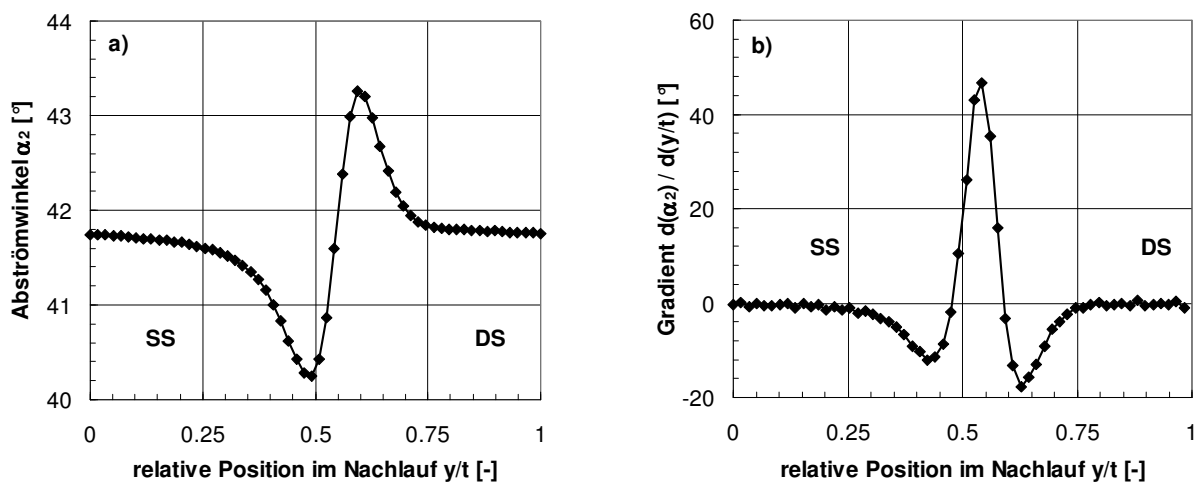 a)
Abströmwinkel α2 [°]
44
43
42
41
40
SS
DS
0
0.25
0.5
0.75
1
relative Position im Nachlauf y/t [-]
b)
Gradient d(α2) / d(y/t) [°]
60
40
20
0
-20
SS
DS
0
0.25
0.5
0.75
1
relative Position im Nachlauf y/t [-]